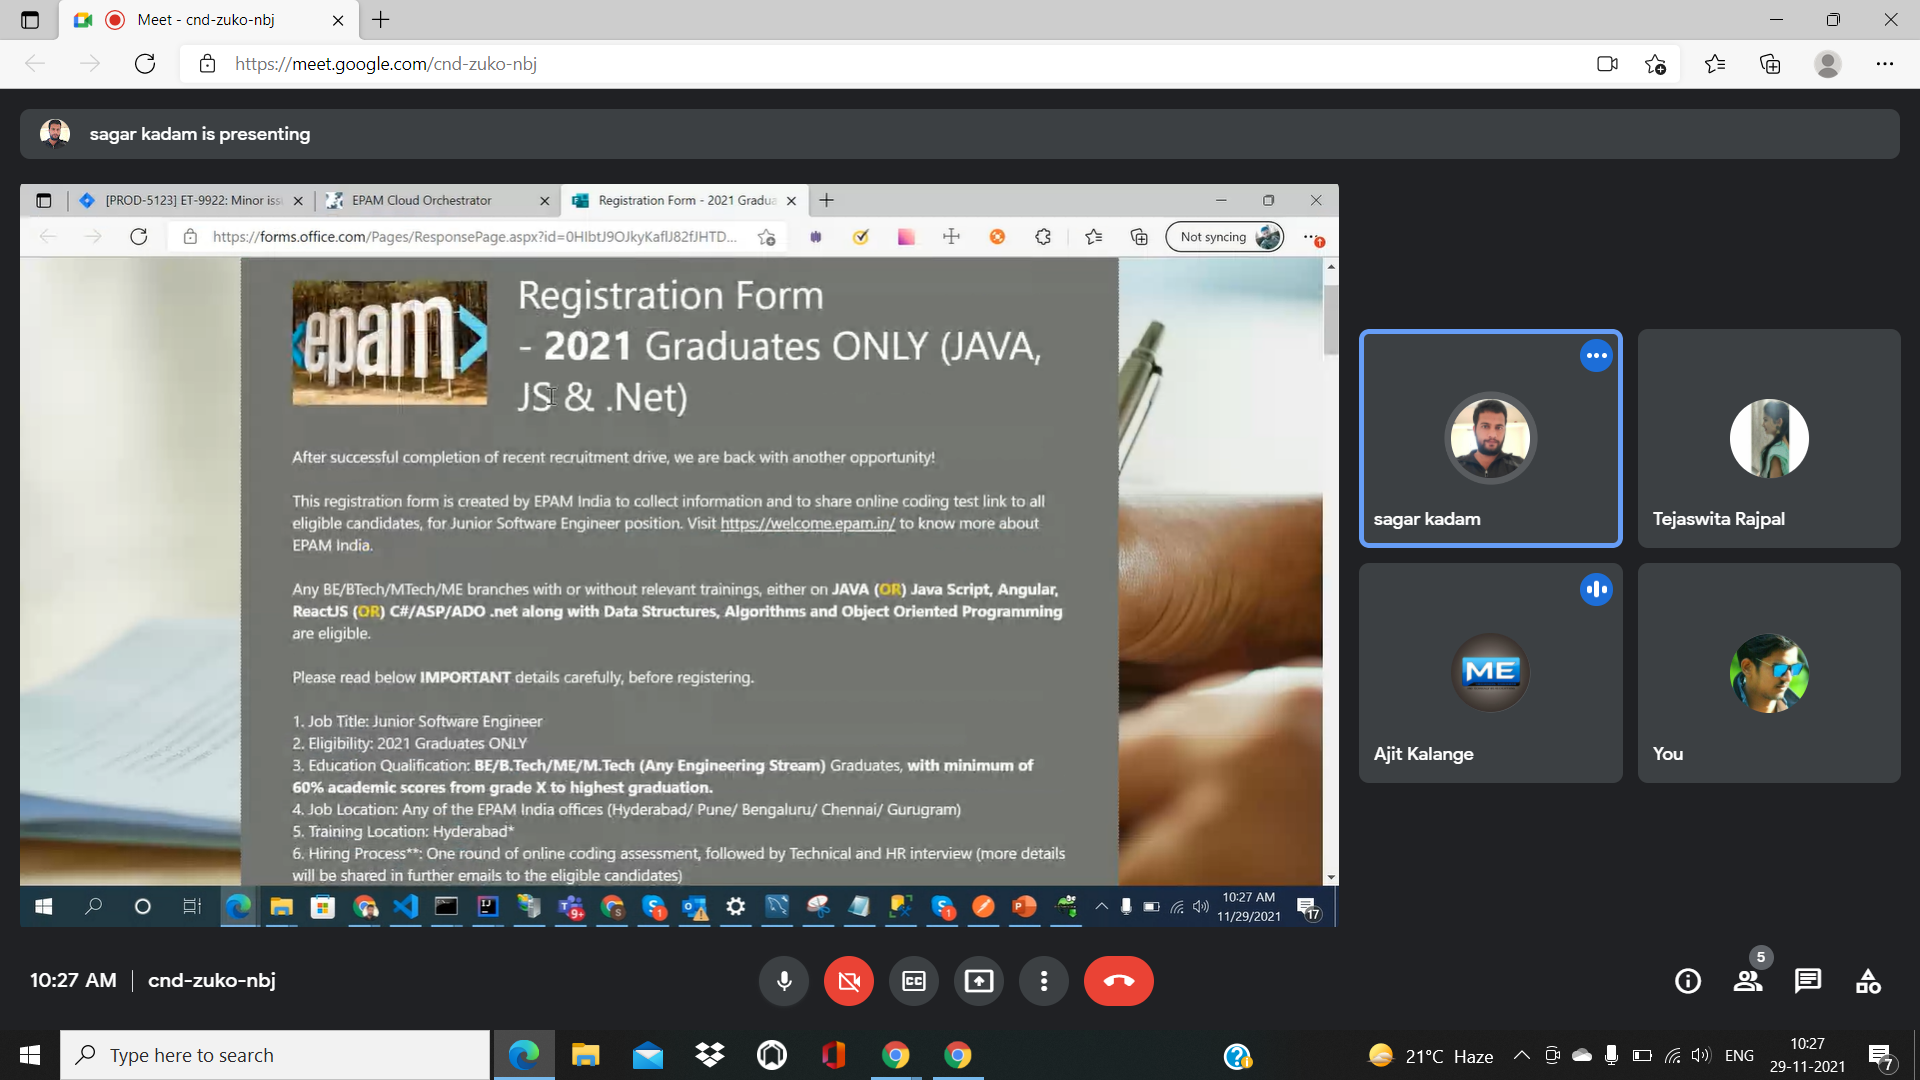 Meet - cnd-zuko-nbj
https://meet.google.com/cnd-zuko-nbj
sagar kadam is presenting
[PROD-5123] ET-9922: Minor iss
EPAM Cloud Orchestrator
Registration Form - 2021 Gradua
https://forms.office.com/Pages/ResponsePage.aspx?id=0HIbtJ9OJkyKaflJ82fJHTD...
Not syncing
epam
Registration Form
- 2021 Graduates ONLY (JAVA,
JS & .Net)
After successful completion of recent recruitment drive, we are back with another opportunity!
This registration form is created by EPAM India to collect information and to share online coding test link to all
eligible candidates, for Junior Software Engineer position. Visit https://welcome.epam.in/ to know more about
EPAM India.
Any BE/BTech/MTech/ME branches with or without relevant trainings, either on JAVA (OR) Java Script, Angular,
ReactJS (OR) C#/ASP/ADO .net along with Data Structures, Algorithms and Object Oriented Programming
are eligible.
Please read below IMPORTANT details carefully, before registering.
1. Job Title: Junior Software Engineer
2. Eligibility: 2021 Graduates ONLY
3. Education Qualification: BE/B.Tech/ME/M.Tech (Any Engineering Stream) Graduates, with minimum of
60% academic scores from grade X to highest graduation.
4. Job Location: Any of the EPAM India offices (Hyderabad/ Pune/ Bengaluru/ Chennai/ Gurugram)
5. Training Location: Hyderabad*
6. Hiring Process**: One round of online coding assessment, followed by Technical and HR interview (more details
will be shared in further emails to the eligible candidates)
10:27 AM
11/29/2021
17
sagar kadam
Tejaswita Rajpal
ME
Ajit Kalange
You
10:27 AM
cnd-zuko-nbj
5
Type here to search
21°C Haze
ENG
10:27
29-11-2021
7